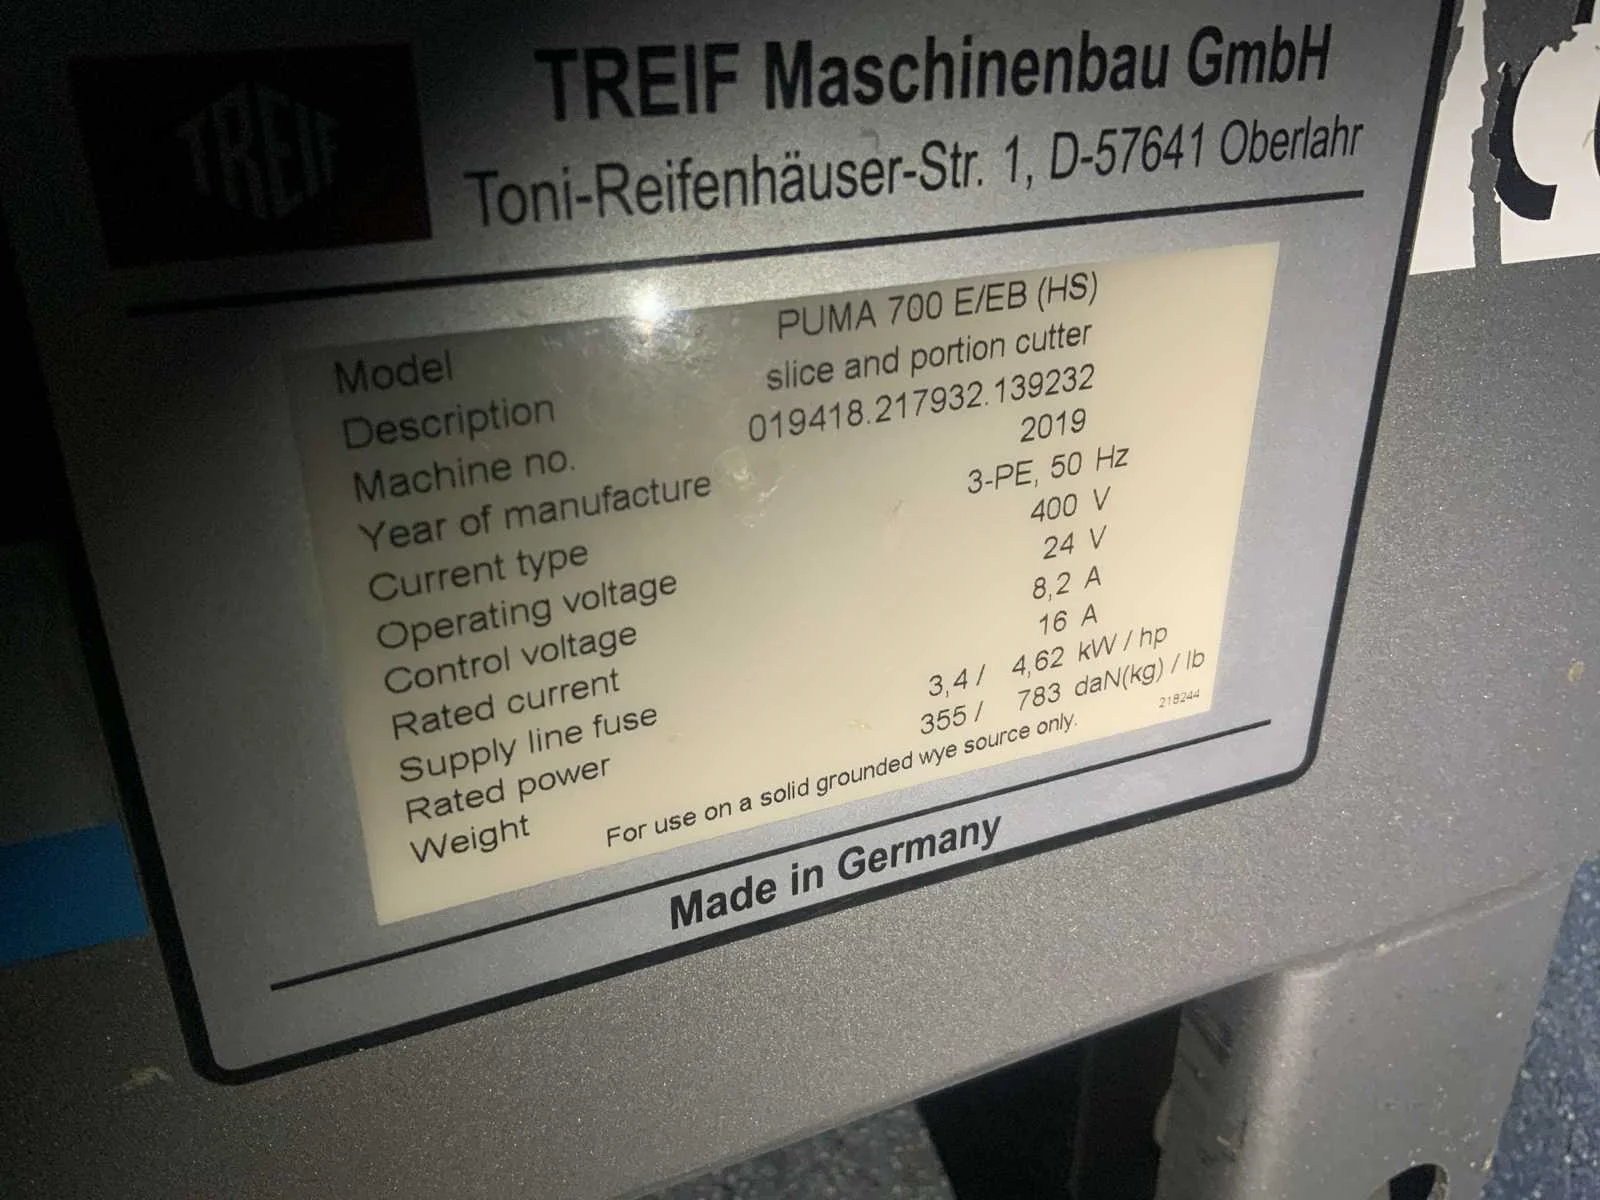 TREIF
TREIF Maschinenbau GmbH
Toni-Reifenhäuser-Str. 1, D-57641 Oberlahr
Model PUMA 700 E/EB (HS)
Description slice and portion cutter
Machine no. 019418.217932.139232
Year of manufacture 2019
Current type 3-PE, 50 Hz
Operating voltage 400 V
Control voltage 24 V
Rated current 8,2 A
Supply line fuse 16 A
Rated power 3,4 / 4,62 kW / hp
Weight 355 / 783 daN(kg) / lb
218244
For use on a solid grounded wye source only.
Made in Germany